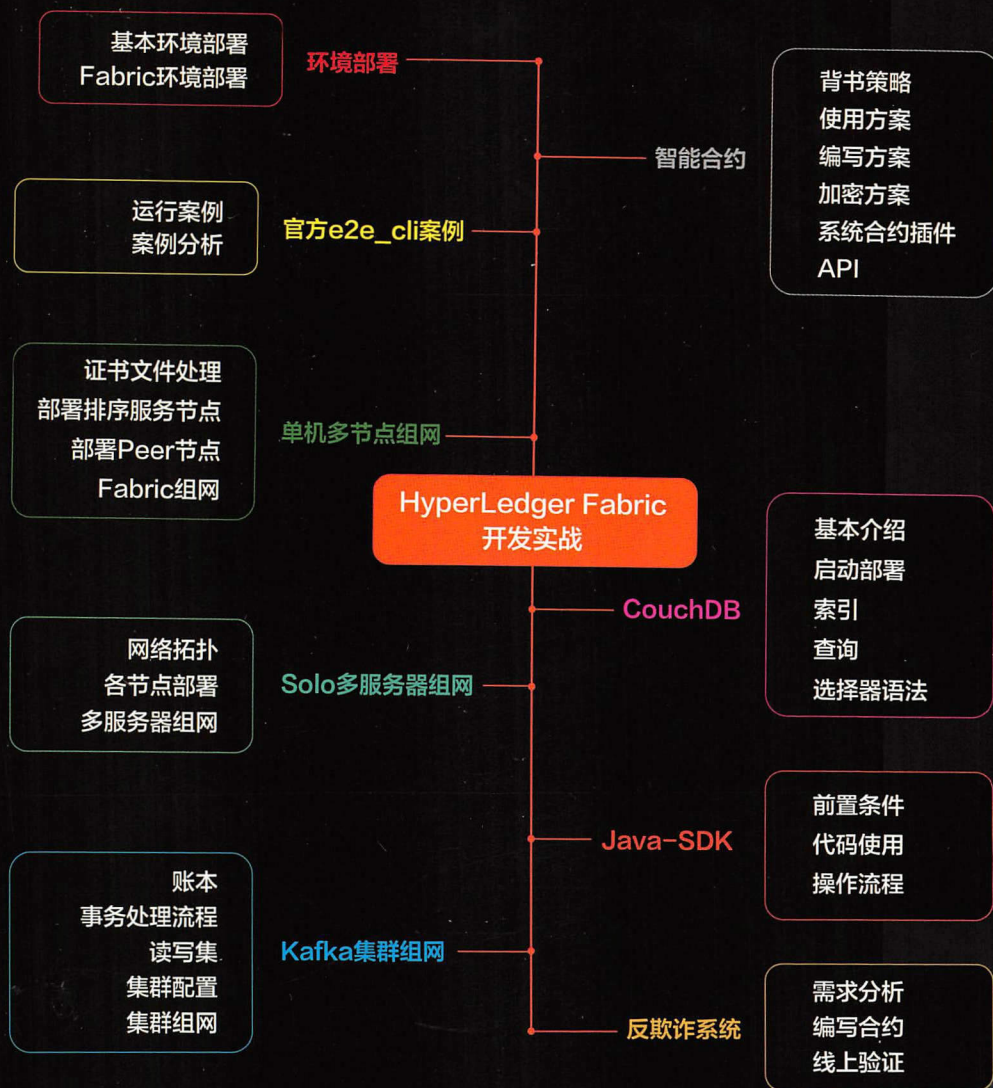 基本环境部署
Fabric环境部署
环境部署
背书策略
使用方案
编写方案
加密方案
系统合约插件
API
智能合约
运行案例
案例分析
官方e2e_cli案例
证书文件处理
部署排序服务节点
部署Peer节点
Fabric组网
单机多节点组网
HyperLedger Fabric
开发实战
基本介绍
启动部署
索引
查询
选择器语法
CouchDB
网络拓扑
各节点部署
多服务器组网
Solo多服务器组网
前置条件
代码使用
操作流程
Java-SDK
账本
事务处理流程
读写集
集群配置
集群组网
Kafka集群组网
需求分析
编写合约
线上验证
反欺诈系统